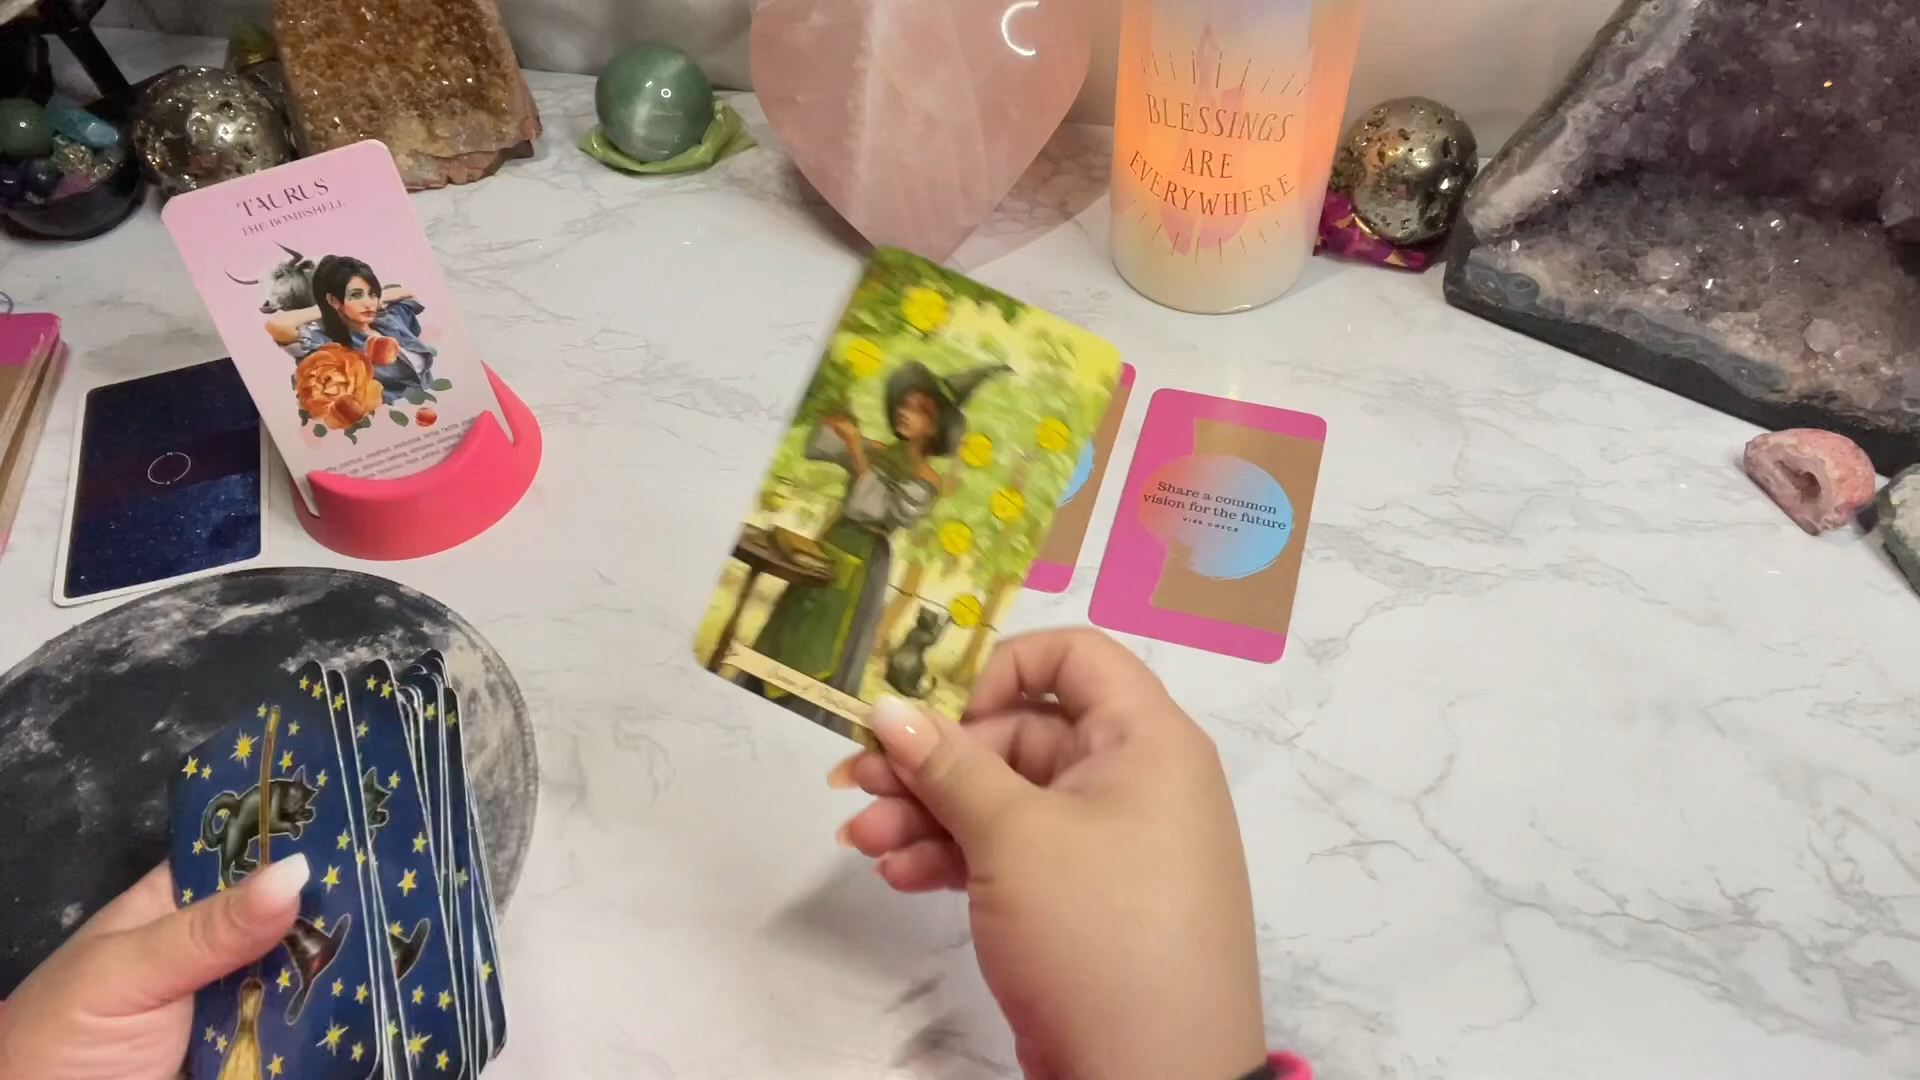 TAURUS
THE BOMBSHELL
BLESSINGS
ARE
EVERYWHERE
Share a common
vision for the future
VIBE CHECK